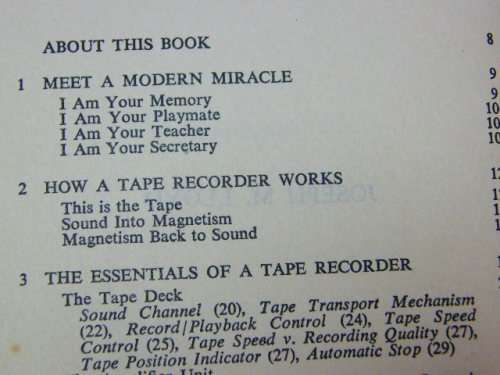 ABOUT THIS BOOK 8
1 MEET A MODERN MIRACLE 9
I Am Your Memory 9
I Am Your Playmate 10
I Am Your Teacher 10
I Am Your Secretary 10
2 HOW A TAPE RECORDER WORKS
This is the Tape
Sound Into Magnetism
Magnetism Back to Sound
3 THE ESSENTIALS OF A TAPE RECORDER
The Tape Deck
Sound Channel (20), Tape Transport Mechanism
(22), Record/Playback Control (24), Tape Speed
Control (25), Tape Speed v. Recording Quality (27),
Tape Position Indicator (27), Automatic Stop (29)